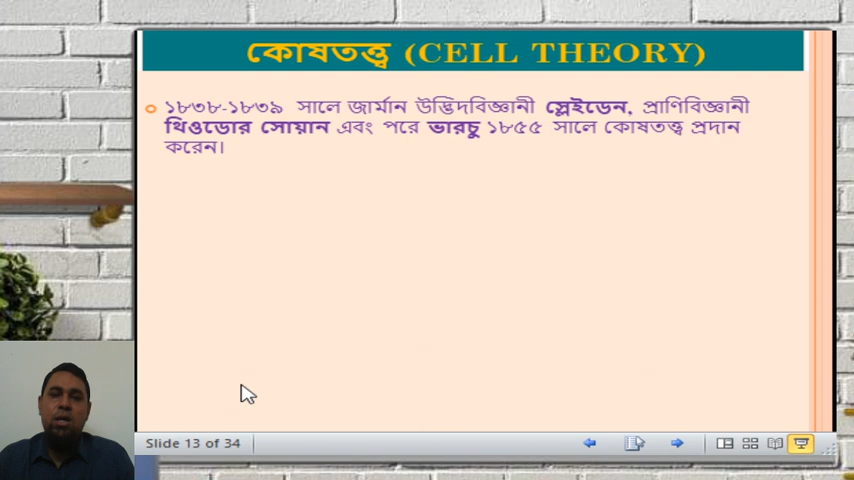 কোষতত্ত্ব (CELL THEORY)
১৮৩৮-১৮৩৯ সালে জার্মান উদ্ভিদবিজ্ঞানী স্লেইডেন, প্রাণিবিজ্ঞানী
থিওডোর সোয়ান এবং পরে ভারচু ১৮৫৫ সালে কোষতত্ত্ব প্রদান
করেন।
Slide 13 of 34